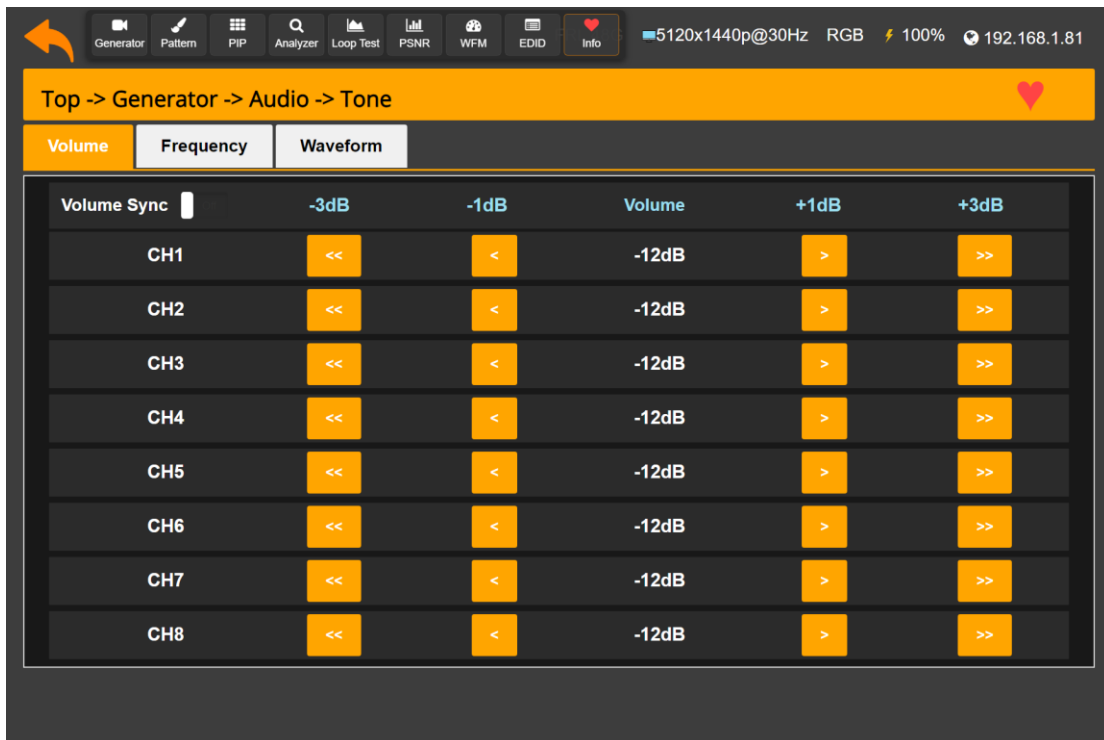 Generator Pattern PIP Analyzer Loop Test PSNR WFM EDID Info 5120x1440p@30Hz RGB 100% 192.168.1.81
Top -> Generator -> Audio -> Tone
Volume Frequency Waveform
Volume Sync -3dB -1dB Volume +1dB +3dB
CH1 << < -12dB > >>
CH2 << < -12dB > >>
CH3 << < -12dB > >>
CH4 << < -12dB > >>
CH5 << < -12dB > >>
CH6 << < -12dB > >>
CH7 << < -12dB > >>
CH8 << < -12dB > >>